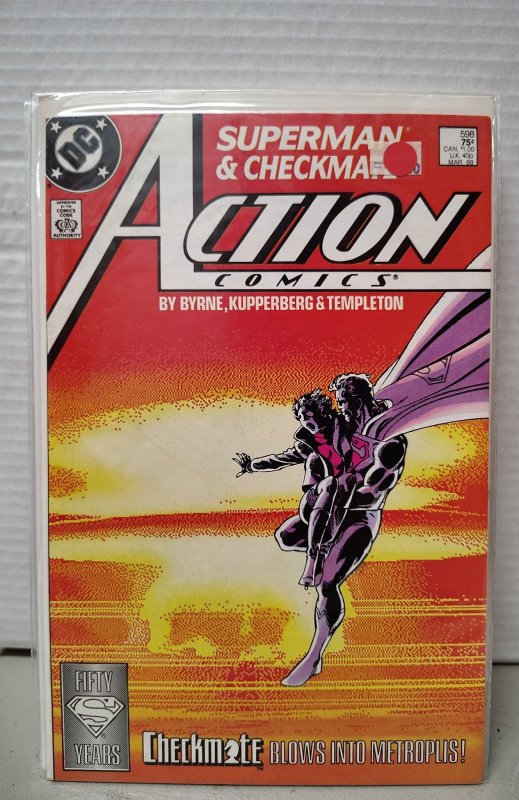 DC
SUPERMAN
& CHECKMA
598
75¢
CAN. $1.00
U.K. 40p
MAR. 88
APPROVED
BY THE
COMICS
CODE
AUTHORITY
ACTION
COMICS®
BY BYRNE, KUPPERBERG & TEMPLETON
FIFTY
S
YEARS
CHECKMATE™ BLOWS INTO METROPLIS!